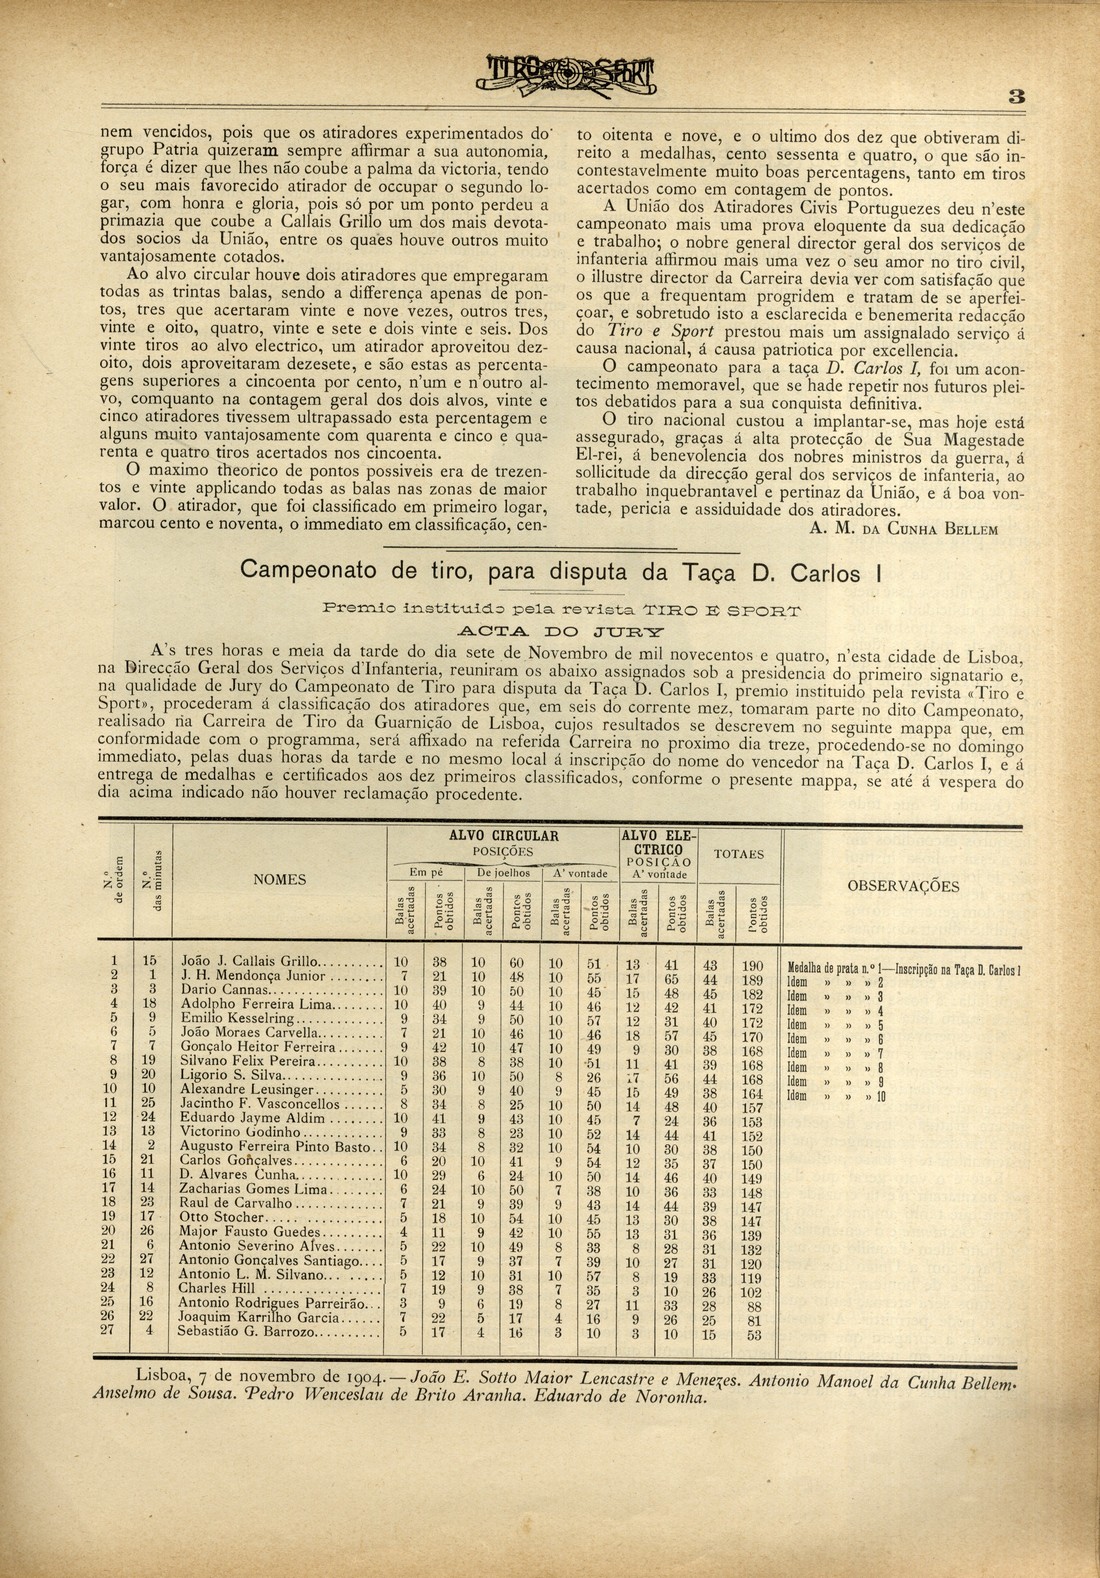 TIRO E SPORT
3
nem vencidos, pois que os atiradores experimentados do
grupo Patria quizeram sempre affirmar a sua autonomia,
força é dizer que lhes não coube a palma da victoria, tendo
o seu mais favorecido atirador de occupar o segundo lo-
gar, com honra e gloria, pois só por um ponto perdeu a
primazia que coube a Callais Grillo um dos mais devota-
dos socios da União, entre os quaes houve outros muito
vantajosamente cotados.
Ao alvo circular houve dois atiradores que empregaram
todas as trintas balas, sendo a differença apenas de pon-
tos, tres que acertaram vinte e nove vezes, outros tres,
vinte e oito, quatro, vinte e sete e dois vinte e seis. Dos
vinte tiros ao alvo electrico, um atirador aproveitou dez-
oito, dois aproveitaram dezesete, e são estas as percenta-
gens superiores a cincoenta por cento, n'um e n'outro al-
vo, comquanto na contagem geral dos dois alvos, vinte e
cinco atiradores tivessem ultrapassado esta percentagem e
alguns muito vantajosamente com quarenta e cinco e qua-
renta e quatro tiros acertados nos cincoenta.
O maximo theorico de pontos possiveis era de trezen-
tos e vinte applicando todas as balas nas zonas de maior
valor. O atirador, que foi classificado em primeiro logar,
marcou cento e noventa, o immediato em classificação, cen-
to oitenta e nove, e o ultimo dos dez que obtiveram di-
reito a medalhas, cento sessenta e quatro, o que são in-
contestavelmente muito boas percentagens, tanto em tiros
acertados como em contagem de pontos.
A União dos Atiradores Civis Portuguezes deu n'este
campeonato mais uma prova eloquente da sua dedicação
e trabalho; o nobre general director geral dos serviços de
infanteria affirmou mais uma vez o seu amor no tiro civil,
o illustre director da Carreira devia ver com satisfação que
os que a frequentam progridem e tratam de se aperfei-
çoar, e sobretudo isto a esclarecida e benemerita redacção
do Tiro e Sport prestou mais um assignalado serviço á
causa nacional, á causa patriotica por excellencia.
O campeonato para a taça D. Carlos I, foi um acon-
tecimento memoravel, que se hade repetir nos futuros plei-
tos debatidos para a sua conquista definitiva.
O tiro nacional custou a implantar-se, mas hoje está
assegurado, graças á alta protecção de Sua Magestade
El-rei, á benevolencia dos nobres ministros da guerra, á
sollicitude da direcção geral dos serviços de infanteria, ao
trabalho inquebrantavel e pertinaz da União, e á boa von-
tade, pericia e assiduidade dos atiradores.
A. M. DA CUNHA BELLEM
Campeonato de tiro, para disputa da Taça D. Carlos I
Premio instituido pela revista TIRO E SPORT
ACTA DO JURY
A's tres horas e meia da tarde do dia sete de Novembro de mil novecentos e quatro, n'esta cidade de Lisboa,
na Direcção Geral dos Serviços d'Infanteria, reuniram os abaixo assignados sob a presidencia do primeiro signatario e,
na qualidade de Jury do Campeonato de Tiro para disputa da Taça D. Carlos I, premio instituido pela revista «Tiro e
Sport», procederam á classificação dos atiradores que, em seis do corrente mez, tomaram parte no dito Campeonato,
realisado na Carreira de Tiro da Guarnição de Lisboa, cujos resultados se descrevem no seguinte mappa que, em
conformidade com o programma, será affixado na referida Carreira no proximo dia treze, procedendo-se no domingo
immediato, pelas duas horas da tarde e no mesmo local á inscripção do nome do vencedor na Taça D. Carlos I, e á
entrega de medalhas e certificados aos dez primeiros classificados, conforme o presente mappa, se até á vespera do
dia acima indicado não houver reclamação procedente.
N.º de ordem
N.º das minutas
NOMES
ALVO CIRCULAR
POSIÇÕES
Em pé De joelhos A' vontade
ALVO ELE-
CTRICO
POSIÇÃO
A' vontade
TOTAES
OBSERVAÇÕES
Balas acertadas Pontos obtidos Balas acertadas Pontos obtidos Balas acertadas Pontos obtidos Balas acertadas Pontos obtidos Balas acertadas Pontos obtidos
1 15 João J. Callais Grillo.......... 10 38 10 60 10 51 13 41 43 190 Medalha de prata n.º 1—Inscripção na Taça D. Carlos I
2 1 J. H. Mendonça Junior ....... 7 21 10 48 10 55 17 65 44 189 Idem » » » 2
3 3 Dario Cannas............... 10 39 10 50 10 45 15 48 45 182 Idem » » » 3
4 18 Adolpho Ferreira Lima....... 10 40 9 44 10 46 12 42 41 172 Idem » » » 4
5 9 Emilio Kesselring............ 9 34 9 50 10 57 12 31 40 172 Idem » » » 5
6 5 João Moraes Carvella......... 7 21 10 46 10 46 18 57 45 170 Idem » » » 6
7 7 Gonçalo Heitor Ferreira...... 9 42 10 47 10 49 9 30 38 168 Idem » » » 7
8 19 Silvano Felix Pereira.......... 10 38 8 38 10 51 11 41 39 168 Idem » » » 8
9 20 Ligorio S. Silva.............. 9 36 10 50 8 26 17 56 44 168 Idem » » » 9
10 10 Alexandre Leusinger.......... 5 30 9 40 9 45 15 49 38 164 Idem » » » 10
11 25 Jacintho F. Vasconcellos ...... 8 34 8 25 10 50 14 48 40 157
12 24 Eduardo Jayme Aldim ........ 10 41 9 43 10 45 7 24 36 153
13 13 Victorino Godinho........... 9 33 8 23 10 52 14 44 41 152
14 2 Augusto Ferreira Pinto Basto.. 10 34 8 32 10 54 10 30 38 150
15 21 Carlos Gonçalves............. 6 20 10 41 9 54 12 35 37 150
16 11 D. Alvares Cunha............ 10 29 6 24 10 50 14 46 40 149
17 14 Zacharias Gomes Lima........ 6 24 10 50 7 38 10 36 33 148
18 23 Raul de Carvalho............. 7 21 9 39 9 43 14 44 39 147
19 17 Otto Stocher................ 5 18 10 54 10 45 13 30 38 147
20 26 Major Fausto Guedes......... 4 11 9 42 10 55 13 31 36 139
21 6 Antonio Severino Alves....... 5 22 10 49 8 33 8 28 31 132
22 27 Antonio Gonçalves Santiago.... 5 17 9 37 7 39 10 27 31 120
23 12 Antonio L. M. Silvano... ..... 5 12 10 31 10 57 8 19 33 119
24 8 Charles Hill ................ 7 19 9 38 7 35 3 10 26 102
25 16 Antonio Rodrigues Parreirão... 3 9 6 19 8 27 11 33 28 88
26 22 Joaquim Karrilho Garcia...... 7 22 5 17 4 16 9 26 25 81
27 4 Sebastião G. Barrozo.......... 5 17 4 16 3 10 3 10 15 53
Lisboa, 7 de novembro de 1904.—João E. Sotto Maior Lencastre e Menezes. Antonio Manoel da Cunha Bellem.
Anselmo de Sousa. Pedro Wenceslau de Brito Aranha. Eduardo de Noronha.